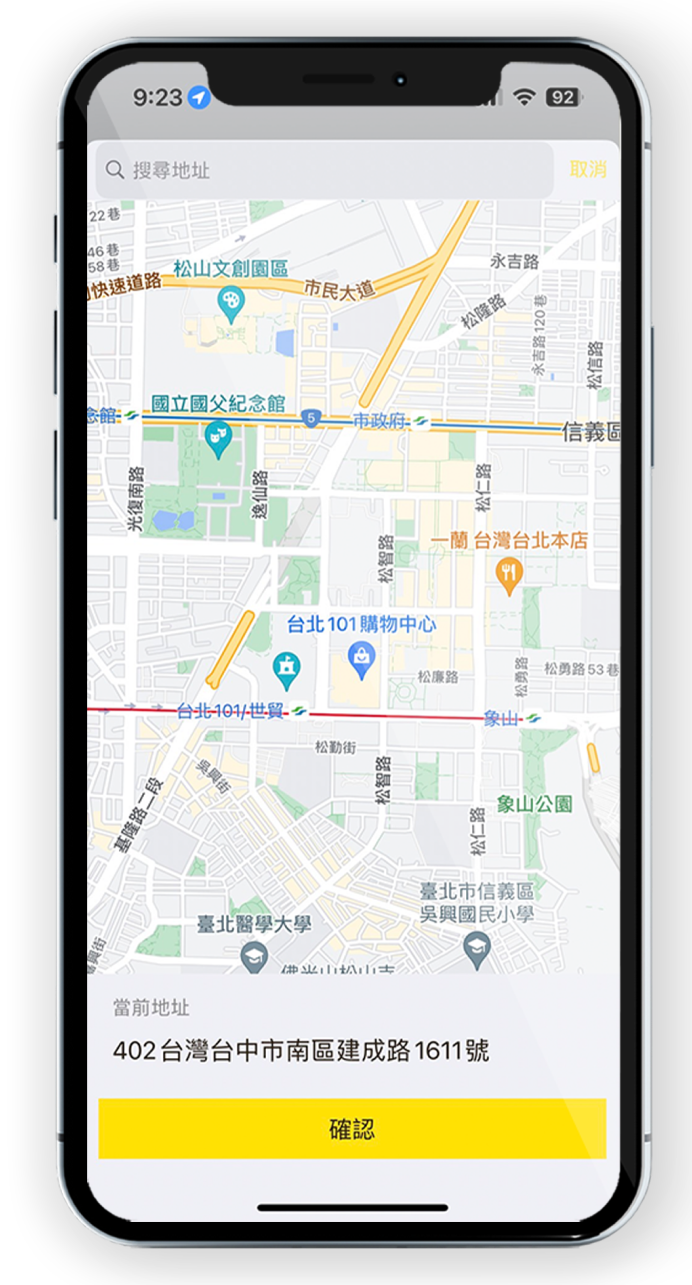 9:23
92
搜尋地址
取消
22巷
46巷
58巷
快速道路
松山文創園區
市民大道
永吉路
松隆路
永吉路120巷
松信路
國立國父紀念館
念館
5
市政府
信義區
光復南路
逸仙路
松仁路
松智路
一蘭 台灣台北本店
台北101購物中心
松廉路
松勇路
松勇路53巷
台北101/世貿
象山
松勤街
吳興街
松智路
基隆路二段
松仁路
象山公園
臺北市信義區
吳興國民小學
臺北醫學大學
佛光山松山寺
嘉興街
當前地址
402台灣台中市南區建成路1611號
確認